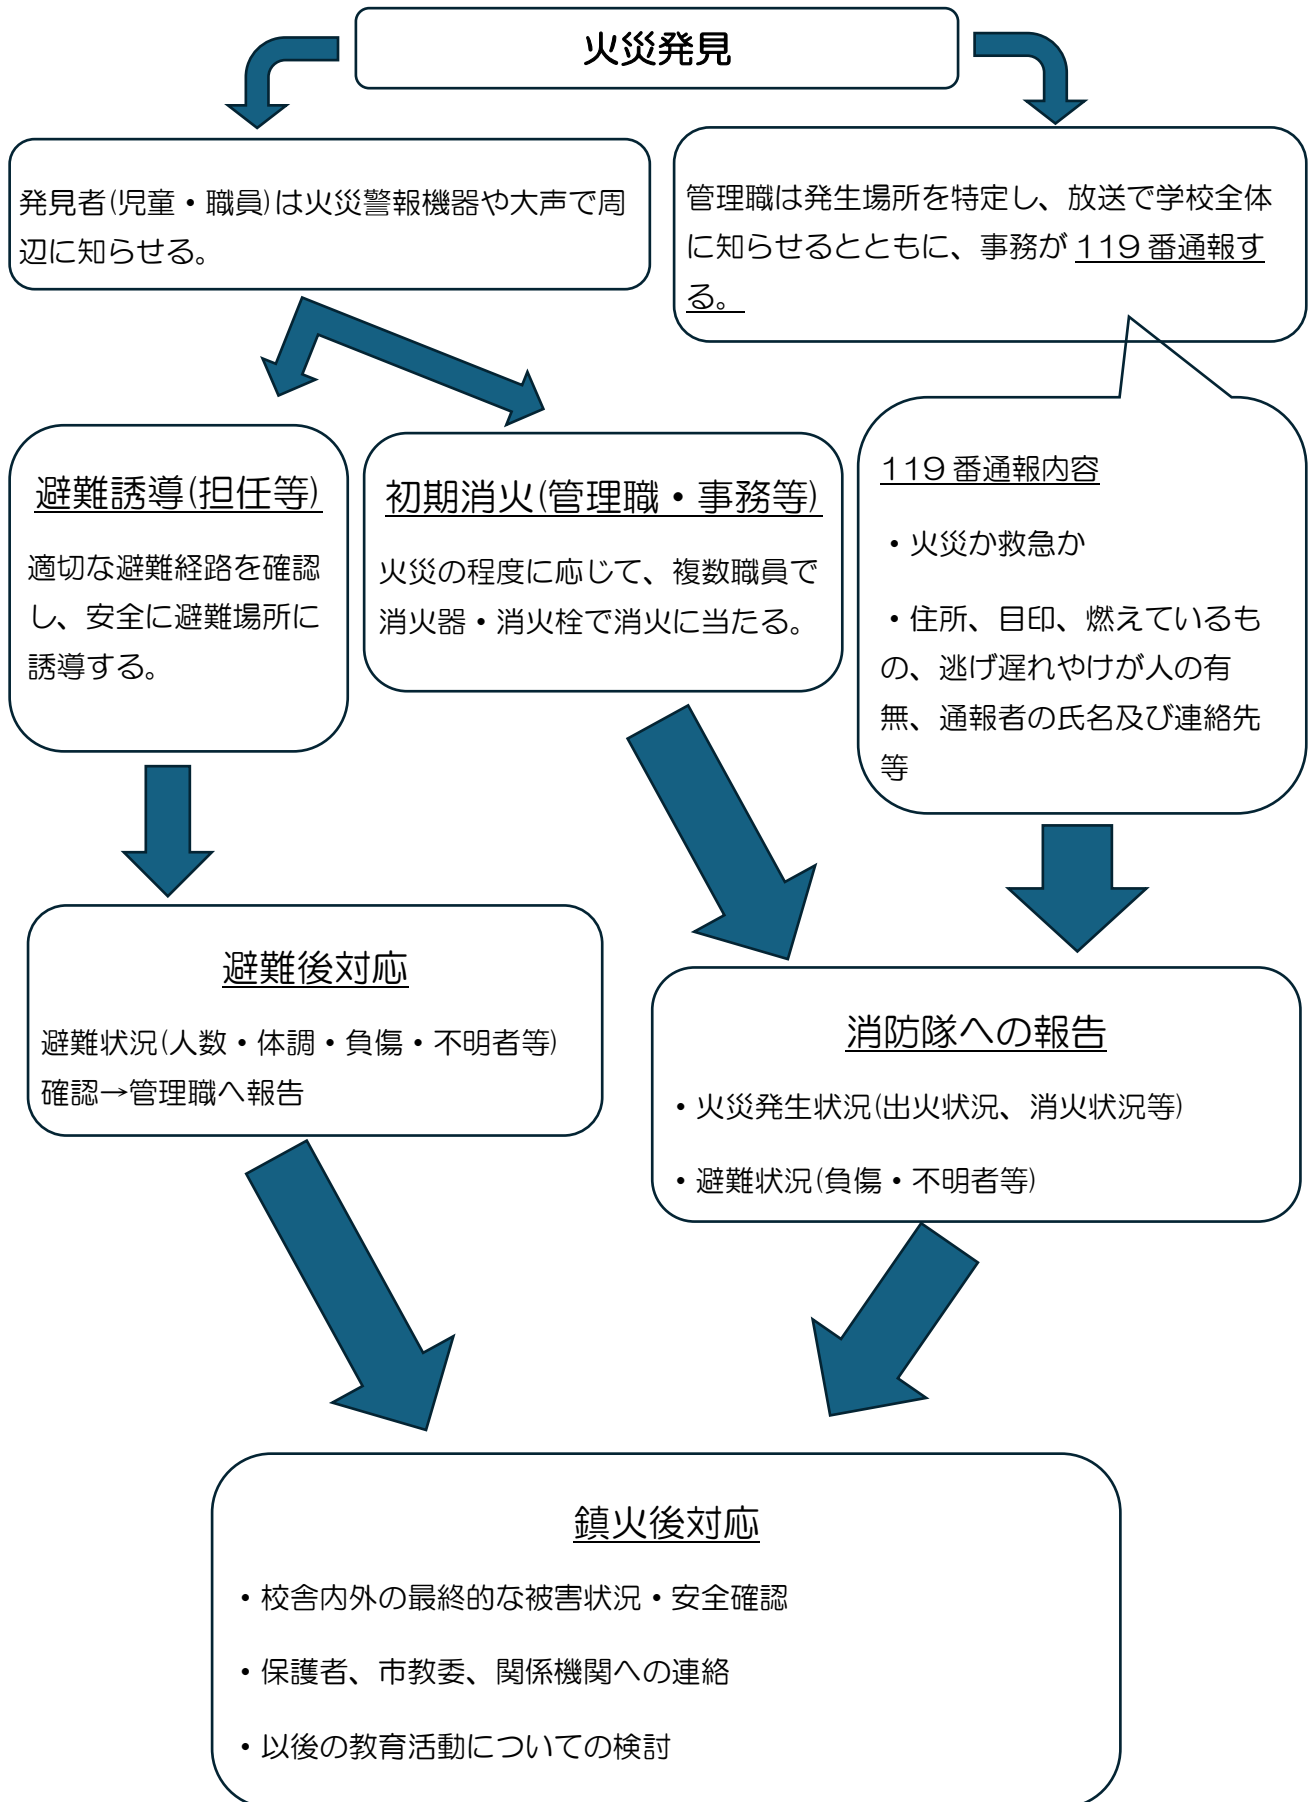 火災発見
発見者(児童・職員)は火災警報機器や大声で周
辺に知らせる。
管理職は発生場所を特定し、放送で学校全体
に知らせるとともに、事務が 119 番通報す
る。
避難誘導(担任等)
適切な避難経路を確認
し、安全に避難場所に
誘導する。
初期消火(管理職・事務等)
火災の程度に応じて、複数職員で
消火器・消火栓で消火に当たる。
119 番通報内容
・火災か救急か
・住所、目印、燃えているも
の、逃げ遅れやけが人の有
無、通報者の氏名及び連絡先
等
避難後対応
避難状況(人数・体調・負傷・不明者等)
確認→管理職へ報告
消防隊への報告
・火災発生状況(出火状況、消火状況等)
・避難状況(負傷・不明者等)
鎮火後対応
・校舎内外の最終的な被害状況・安全確認
・保護者、市教委、関係機関への連絡
・以後の教育活動についての検討